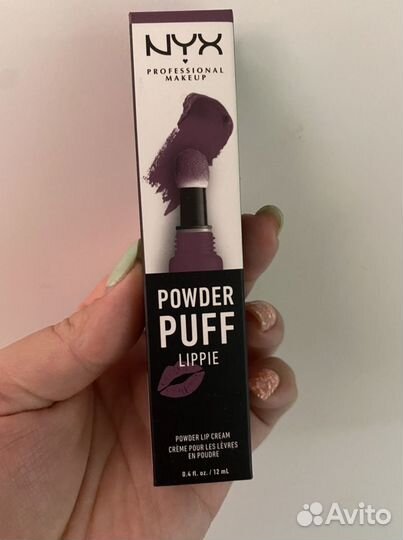 NYX
PROFESSIONAL
MAKEUP
POWDER
PUFF
LIPPIE
POWDER LIP CREAM
CRÈME POUR LES LÈVRES
EN POUDRE
0.4 fl. oz. / 12 mL
Avito